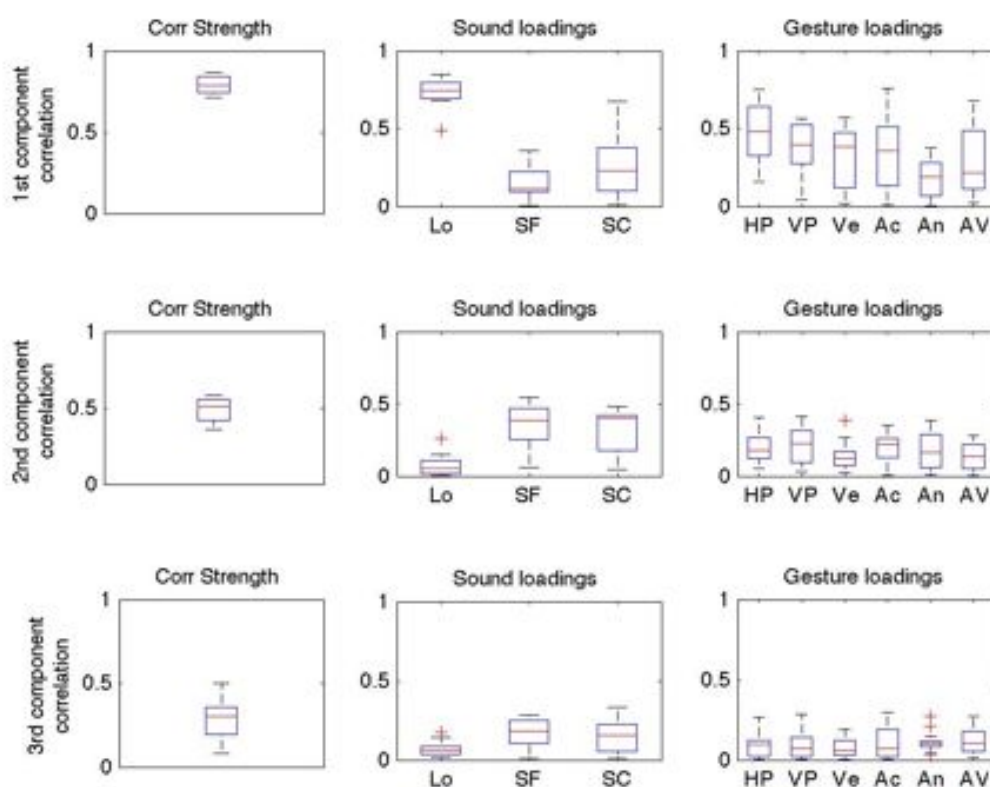 Corr Strength
Sound loadings
Gesture loadings
1st component
correlation
1
0.5
0
1
0.5
0
Lo SF SC
1
0.5
0
HP VP Ve Ac An AV
Corr Strength
Sound loadings
Gesture loadings
2nd component
correlation
1
0.5
0
1
0.5
0
Lo SF SC
1
0.5
0
HP VP Ve Ac An AV
Corr Strength
Sound loadings
Gesture loadings
3rd component
correlation
1
0.5
0
1
0.5
0
Lo SF SC
1
0.5
0
HP VP Ve Ac An AV